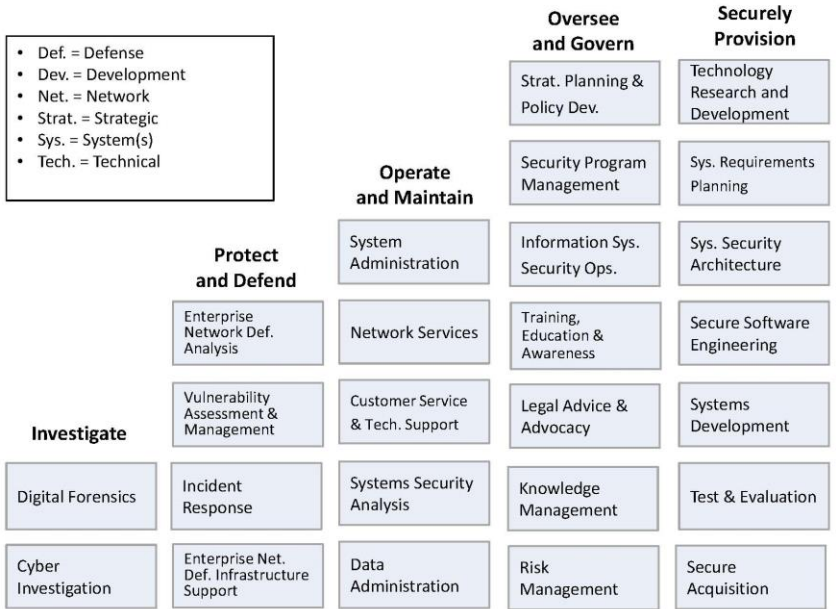 • Def. = Defense
• Dev. = Development
• Net. = Network
• Strat. = Strategic
• Sys. = System(s)
• Tech. = Technical
Investigate
Digital Forensics
Cyber
Investigation
Protect
and Defend
Enterprise
Network Def.
Analysis
Vulnerability
Assessment &
Management
Incident
Response
Enterprise Net.
Def. Infrastructure
Support
Operate
and Maintain
System
Administration
Network Services
Customer Service
& Tech. Support
Systems Security
Analysis
Data
Administration
Oversee
and Govern
Strat. Planning &
Policy Dev.
Security Program
Management
Information Sys.
Security Ops.
Training,
Education &
Awareness
Legal Advice &
Advocacy
Knowledge
Management
Risk
Management
Securely
Provision
Technology
Research and
Development
Sys. Requirements
Planning
Sys. Security
Architecture
Secure Software
Engineering
Systems
Development
Test & Evaluation
Secure
Acquisition